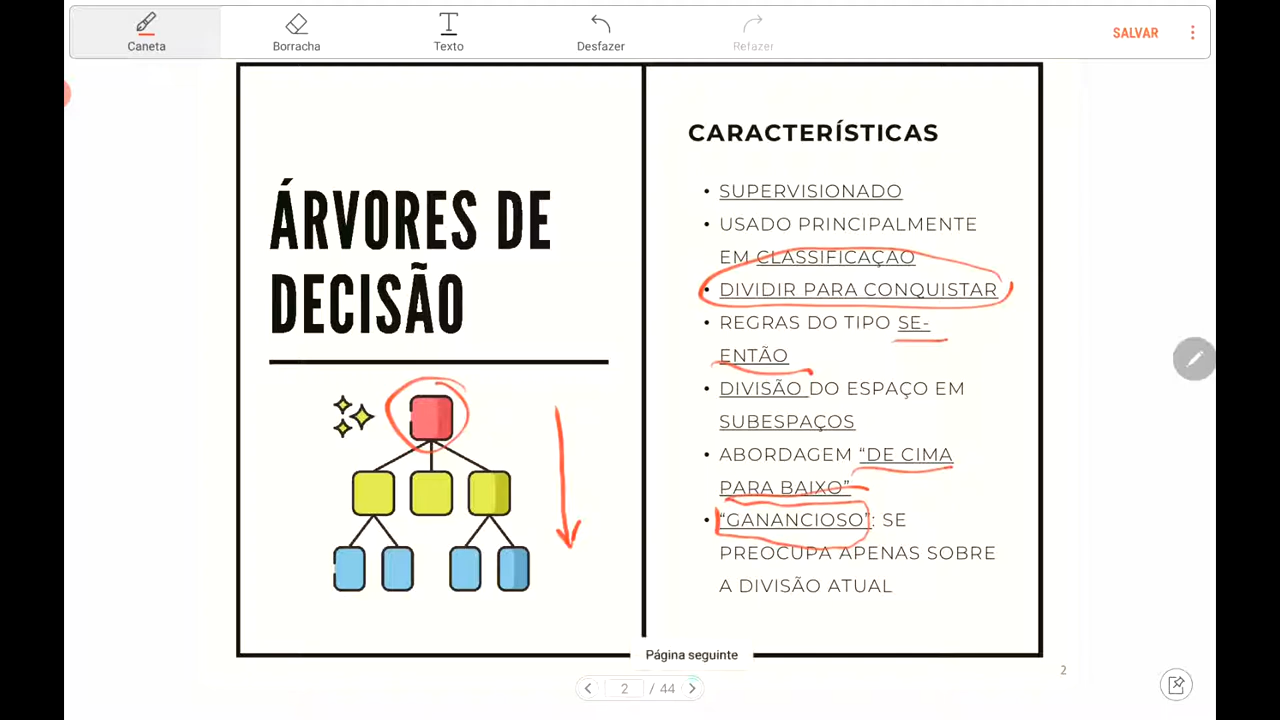 Caneta
Borracha
Texto
Desfazer
Refazer
SALVAR
ÁRVORES DE
DECISÃO
CARACTERÍSTICAS
• SUPERVISIONADO
• USADO PRINCIPALMENTE
EM CLASSIFICAÇÃO
• DIVIDIR PARA CONQUISTAR
• REGRAS DO TIPO SE-
ENTÃO
• DIVISÃO DO ESPAÇO EM
SUBESPAÇOS
• ABORDAGEM “DE CIMA
PARA BAIXO”
• “GANANCIOSO”: SE
PREOCUPA APENAS SOBRE
A DIVISÃO ATUAL
Página seguinte
2
2 / 44